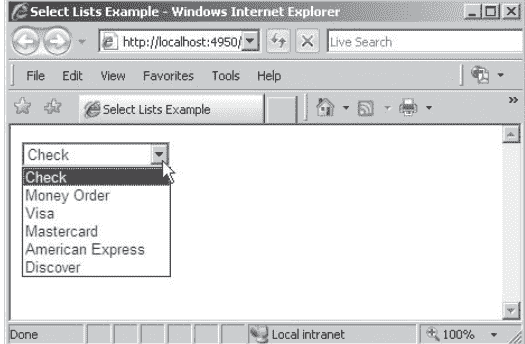 Select Lists Example - Windows Internet Explorer
http://localhost:4950/
Live Search
File Edit View Favorites Tools Help
Select Lists Example
»
Check
Check
Money Order
Visa
Mastercard
American Express
Discover
Done Local intranet 100%